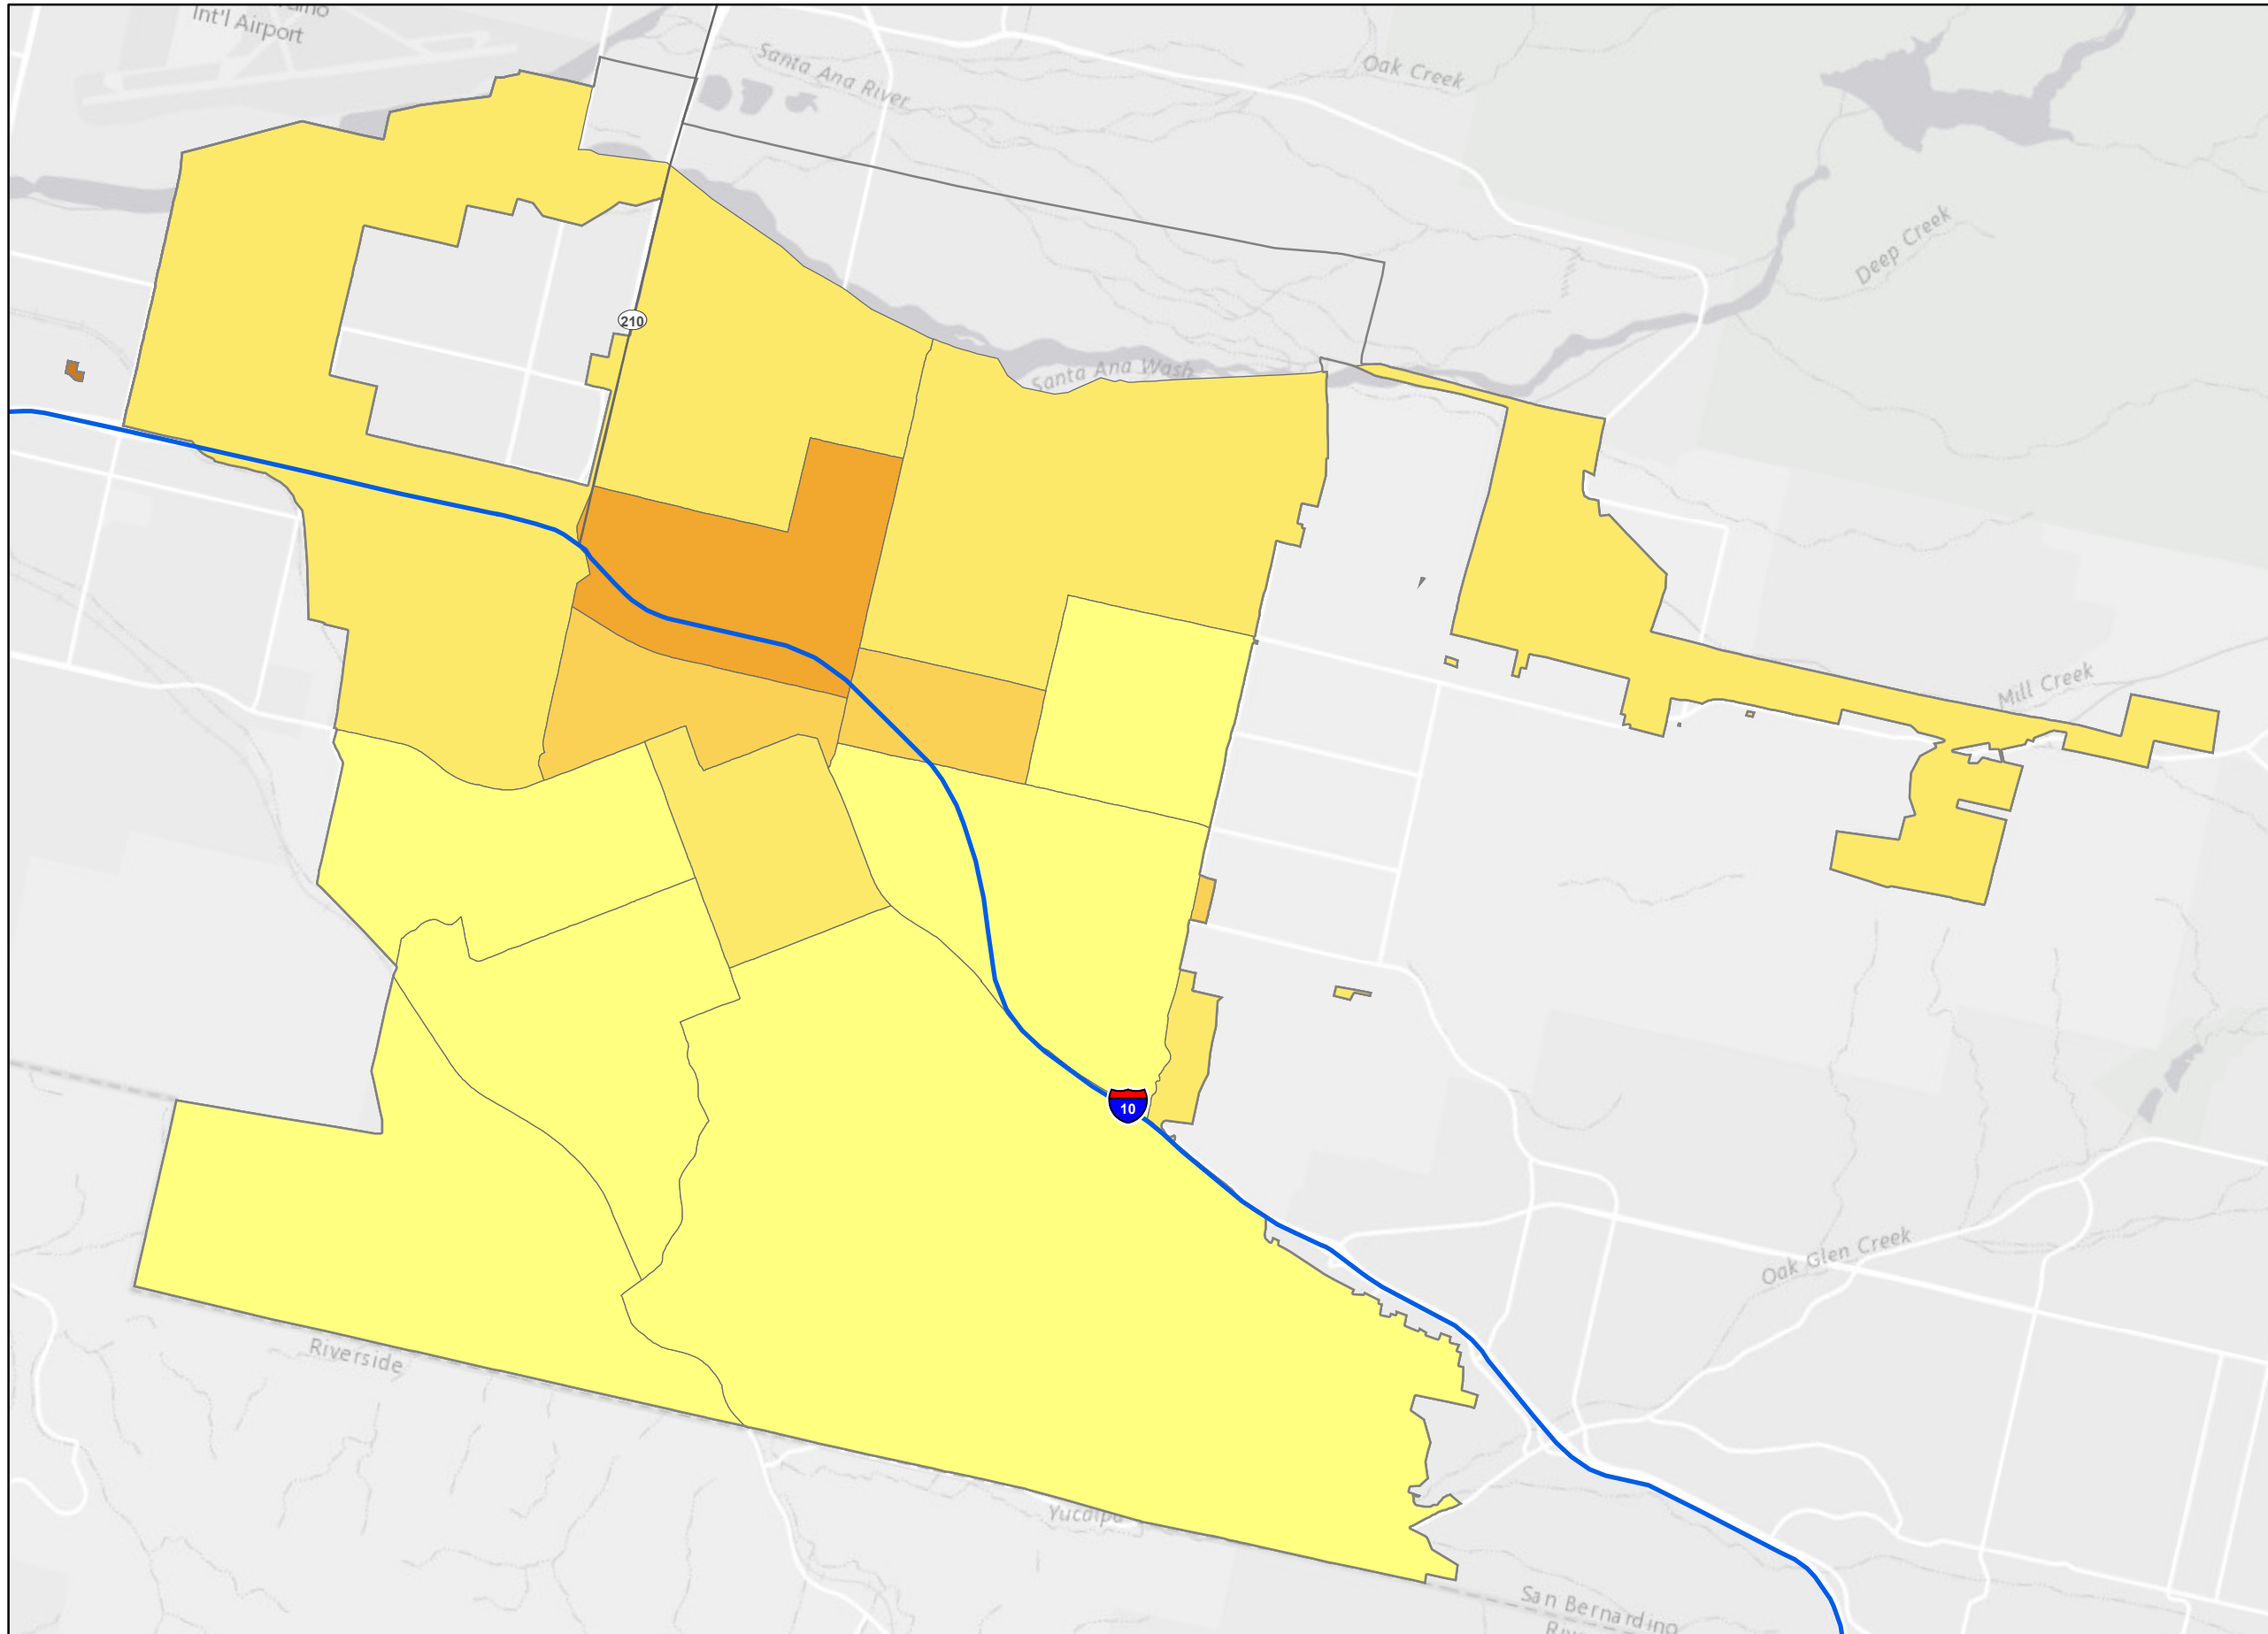 Int'l Airport
Santa Ana River
Oak Creek
Deep Creek
210
Santa Ana Wash
Mill Creek
10
Oak Glen Creek
Riverside
Yucaipa
San Bernardino